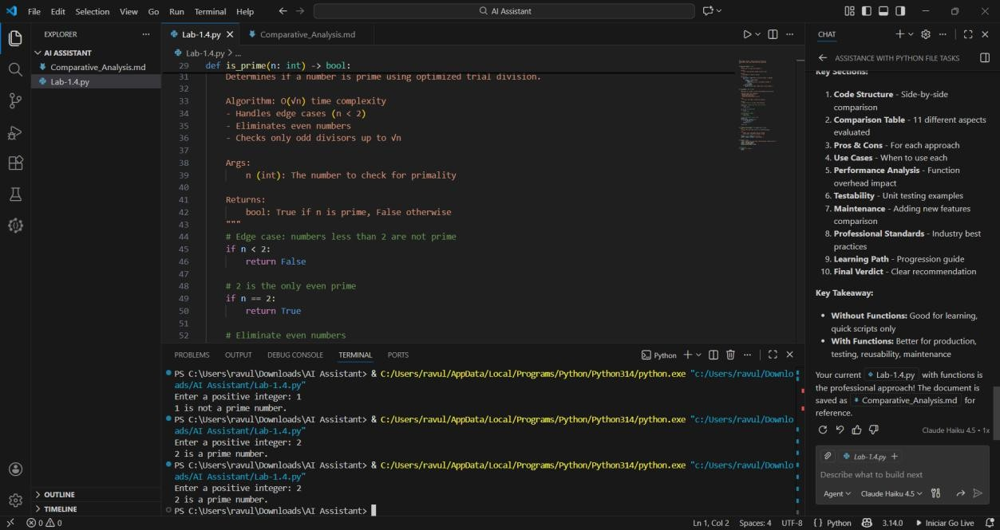 File Edit Selection View Go Run Terminal Help
AI Assistant
EXPLORER
AI ASSISTANT
Comparative_Analysis.md
Lab-1.4.py
OUTLINE
TIMELINE
Lab-1.4.py
Comparative_Analysis.md
Lab-1.4.py > ...
29 def is_prime(n: int) -> bool:
31 Determines if a number is prime using optimized trial division.
32
33 Algorithm: O(√n) time complexity
34 - Handles edge cases (n < 2)
35 - Eliminates even numbers
36 - Checks only odd divisors up to √n
37
38 Args:
39 n (int): The number to check for primality
40
41 Returns:
42 bool: True if n is prime, False otherwise
43 """
44 # Edge case: numbers less than 2 are not prime
45 if n < 2:
46 return False
47
48 # 2 is the only even prime
49 if n == 2:
50 return True
51
52 # Eliminate even numbers
PROBLEMS OUTPUT DEBUG CONSOLE TERMINAL PORTS
Python
PS C:\Users\ravul\Downloads\AI Assistant> & C:/Users/ravul/AppData/Local/Programs/Python/Python314/python.exe "c:/Users/ravul/Downlo
ads/AI Assistant/Lab-1.4.py"
Enter a positive integer: 1
1 is not a prime number.
PS C:\Users\ravul\Downloads\AI Assistant> & C:/Users/ravul/AppData/Local/Programs/Python/Python314/python.exe "c:/Users/ravul/Downlo
ads/AI Assistant/Lab-1.4.py"
Enter a positive integer: 2
2 is a prime number.
PS C:\Users\ravul\Downloads\AI Assistant> & C:/Users/ravul/AppData/Local/Programs/Python/Python314/python.exe "c:/Users/ravul/Downlo
ads/AI Assistant/Lab-1.4.py"
Enter a positive integer: 2
2 is a prime number.
PS C:\Users\ravul\Downloads\AI Assistant>
CHAT
ASSISTANCE WITH PYTHON FILE TASKS
Key Sections:
1. Code Structure - Side-by-side
comparison
2. Comparison Table - 11 different aspects
evaluated
3. Pros & Cons - For each approach
4. Use Cases - When to use each
5. Performance Analysis - Function
overhead impact
6. Testability - Unit testing examples
7. Maintenance - Adding new features
comparison
8. Professional Standards - Industry best
practices
9. Learning Path - Progression guide
10. Final Verdict - Clear recommendation
Key Takeaway:
• Without Functions: Good for learning,
quick scripts only
• With Functions: Better for production,
testing, reusability, maintenance
Your current Lab-1.4.py with functions is
the professional approach! The document is
saved as Comparative_Analysis.md for
reference.
Claude Haiku 4.5 • 1x
Lab-1.4.py
Describe what to build next
Agent Claude Haiku 4.5
0 0 Ln 1, Col 2 Spaces: 4 UTF-8 { } Python 3.14.0 Iniciar Go Live